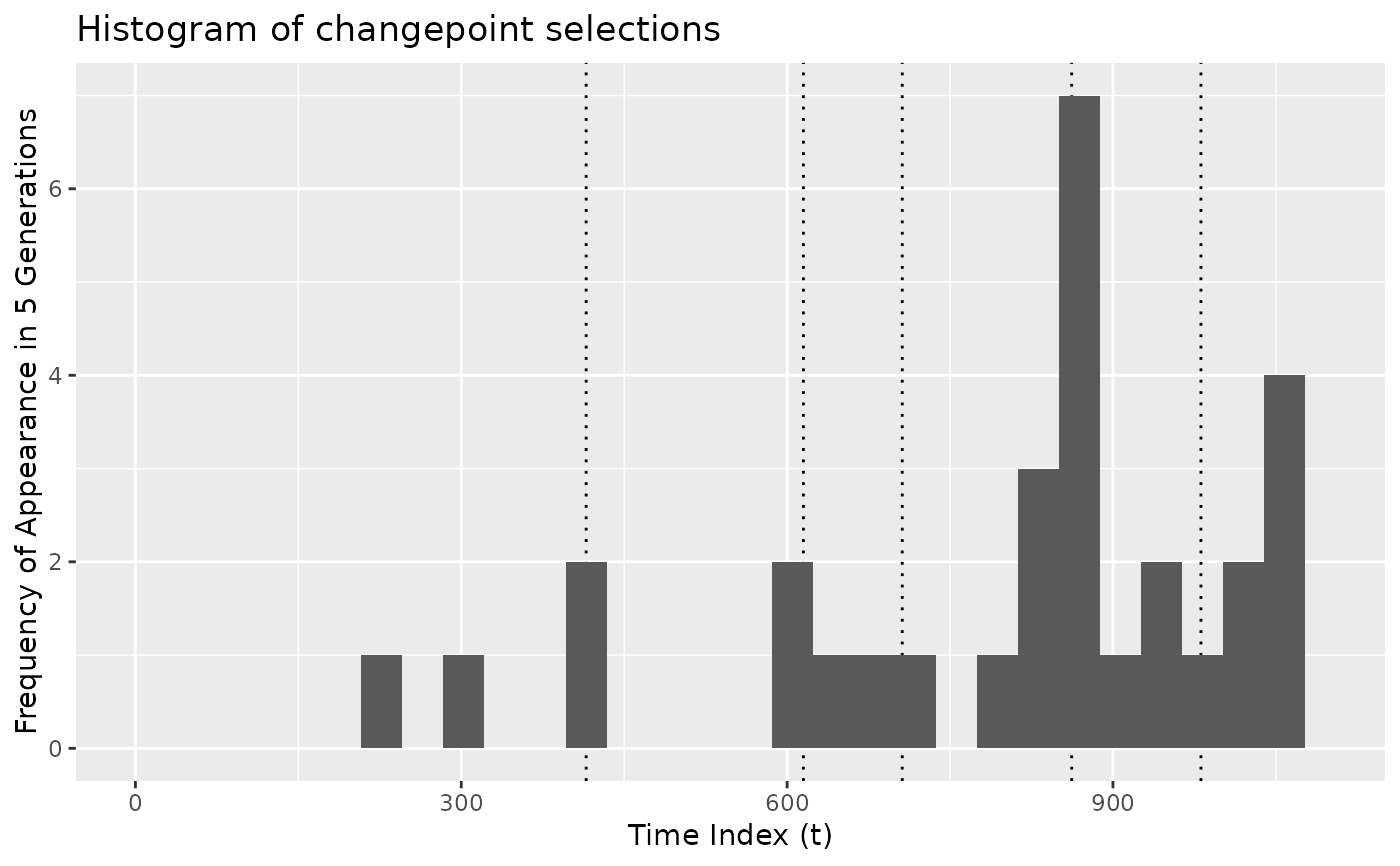 Histogram of changepoint selections
Frequency of Appearance in 5 Generations
6
4
2
0
0 300 600 900
Time Index (t)